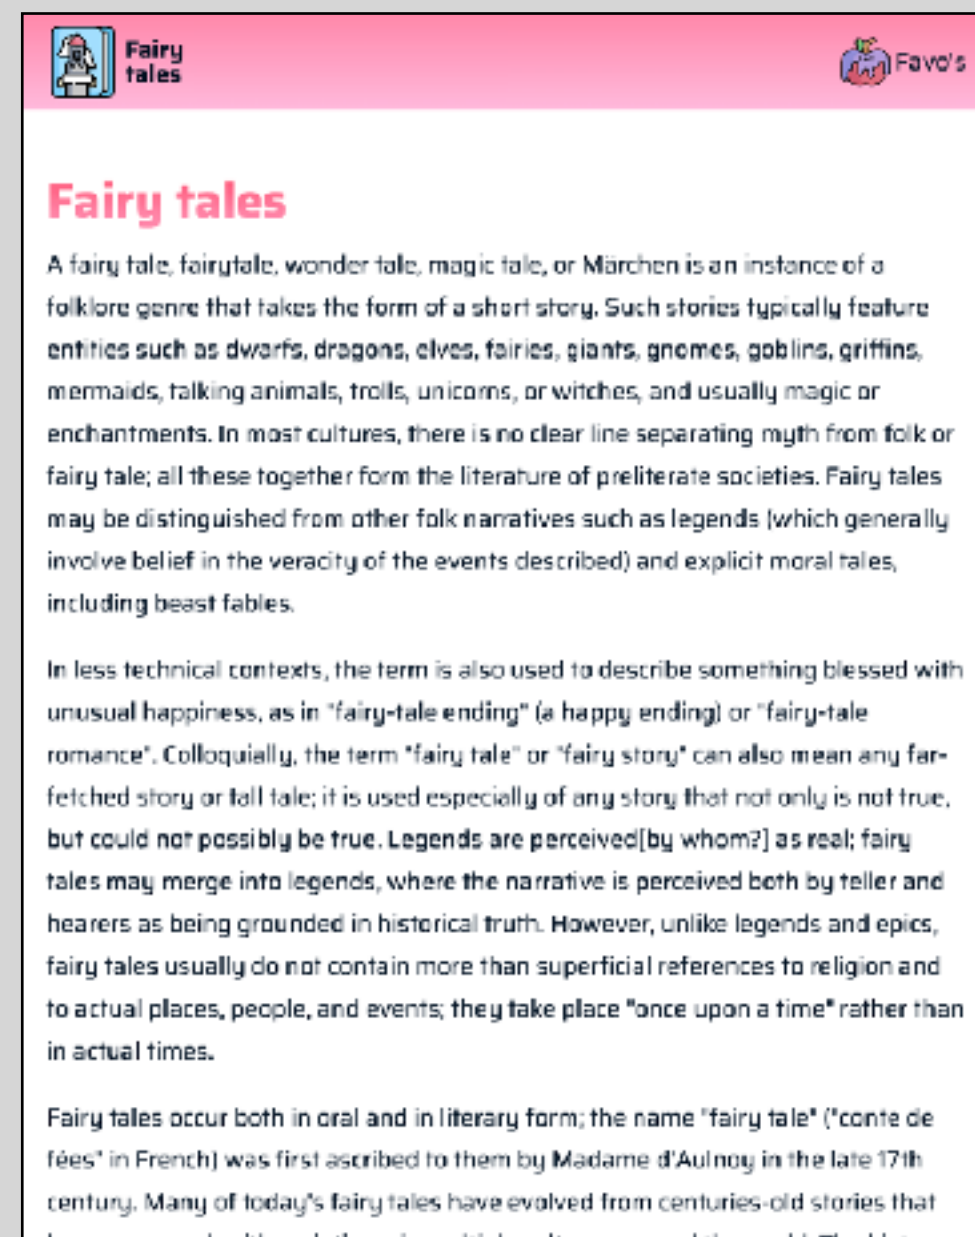 Fairy
tales
Favo's
Fairy tales
A fairy tale, fairytale, wonder tale, magic tale, or Märchen is an instance of a
folklore genre that takes the form of a short story. Such stories typically feature
entities such as dwarfs, dragons, elves, fairies, giants, gnomes, goblins, griffins,
mermaids, talking animals, trolls, unicorns, or witches, and usually magic or
enchantments. In most cultures, there is no clear line separating myth from folk or
fairy tale; all these together form the literature of preliterate societies. Fairy tales
may be distinguished from other folk narratives such as legends (which generally
involve belief in the veracity of the events described) and explicit moral tales,
including beast fables.
In less technical contexts, the term is also used to describe something blessed with
unusual happiness, as in "fairy-tale ending" (a happy ending) or "fairy-tale
romance". Colloquially, the term "fairy tale" or "fairy story" can also mean any far-
fetched story or tall tale; it is used especially of any story that not only is not true,
but could not possibly be true. Legends are perceived[by whom?] as real; fairy
tales may merge into legends, where the narrative is perceived both by teller and
hearers as being grounded in historical truth. However, unlike legends and epics,
fairy tales usually do not contain more than superficial references to religion and
to actual places, people, and events; they take place "once upon a time" rather than
in actual times.
Fairy tales occur both in oral and in literary form; the name "fairy tale" ("conte de
fées" in French) was first ascribed to them by Madame d'Aulnoy in the late 17th
century. Many of today's fairy tales have evolved from centuries-old stories that